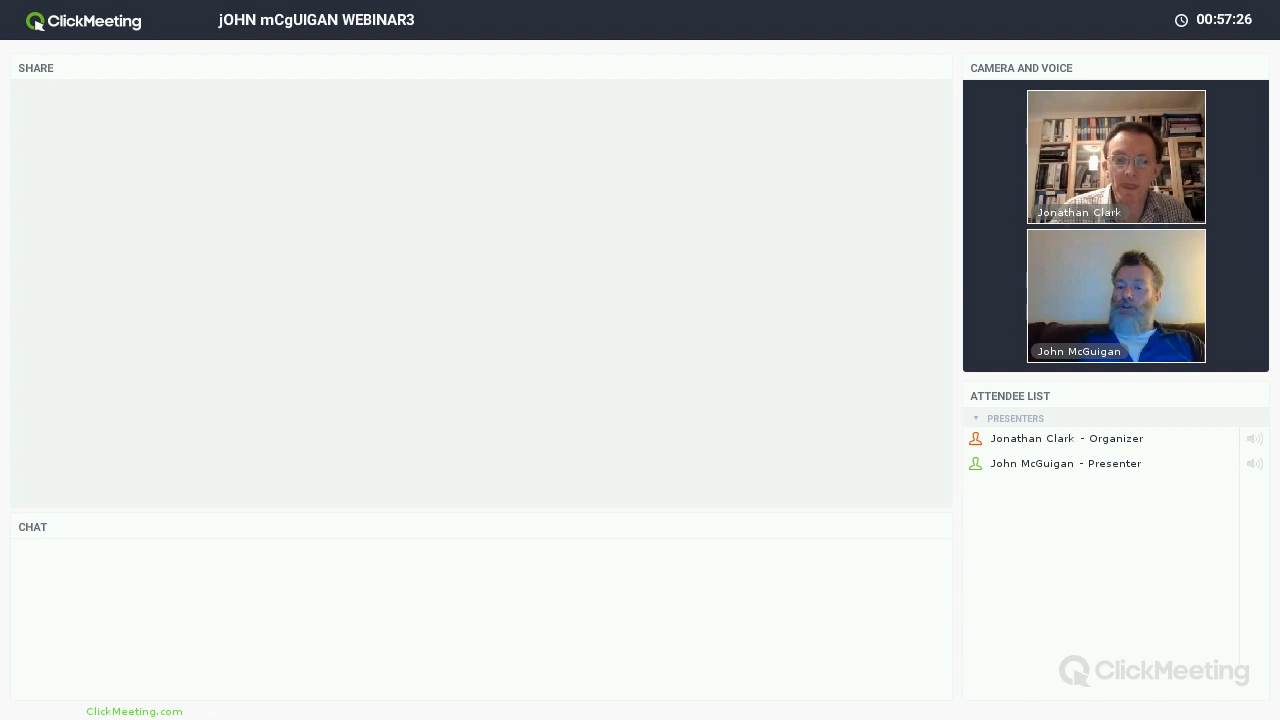 ClickMeeting
jOHN mCgUIGAN WEBINAR3
00:57:26
SHARE
CAMERA AND VOICE
Jonathan Clark
John McGuigan
ATTENDEE LIST
PRESENTERS
Jonathan Clark - Organizer
John McGuigan - Presenter
CHAT
ClickMeeting
ClickMeeting.com